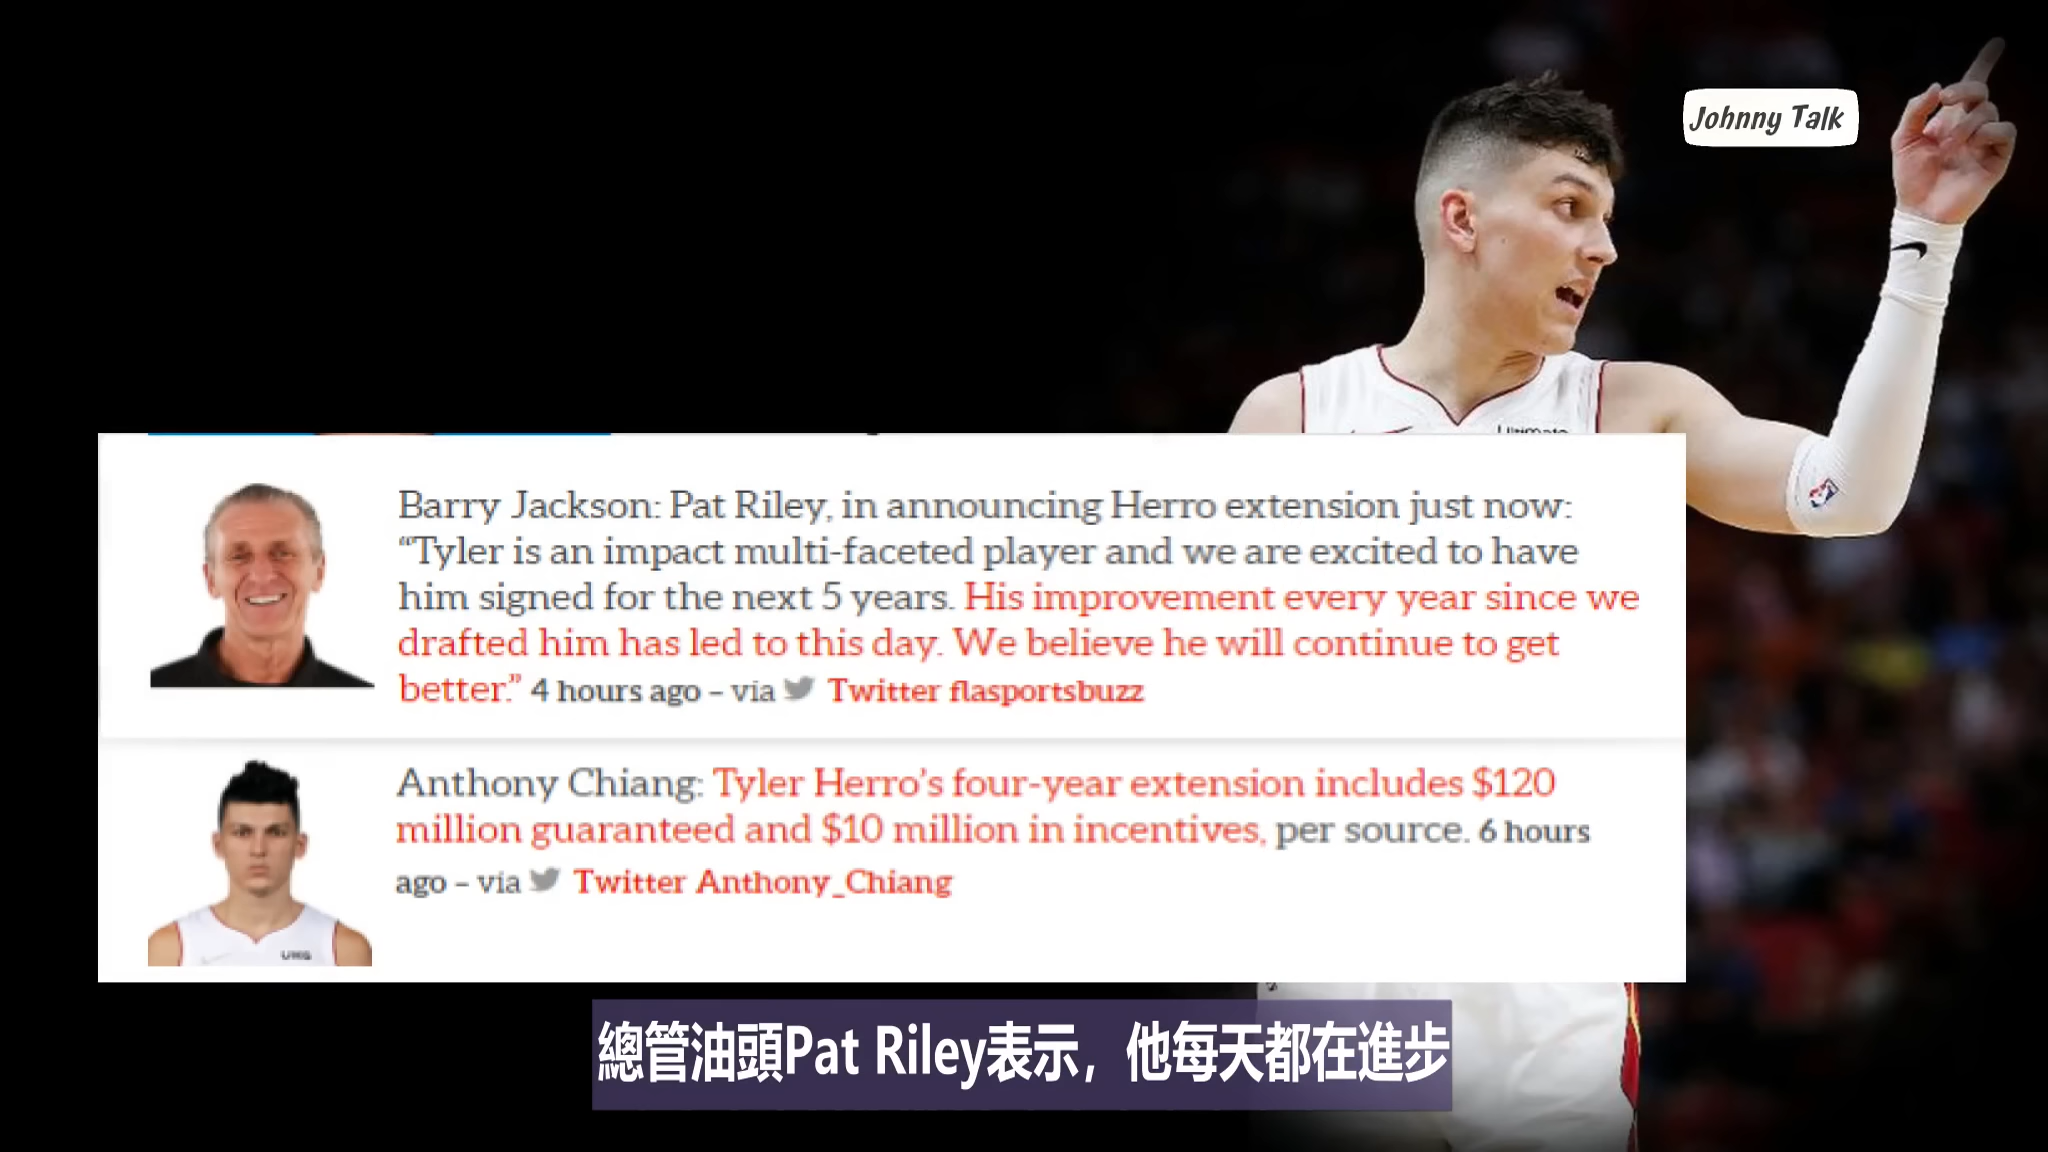 Johnny Talk
Ultimate
Barry Jackson: Pat Riley, in announcing Herro extension just now:
“Tyler is an impact multi-faceted player and we are excited to have
him signed for the next 5 years. His improvement every year since we
drafted him has led to this day. We believe he will continue to get
better.” 4 hours ago – via Twitter flasportsbuzz
Anthony Chiang: Tyler Herro’s four-year extension includes $120
million guaranteed and $10 million in incentives, per source. 6 hours
ago – via Twitter Anthony_Chiang
總管油頭Pat Riley表示，他每天都在進步